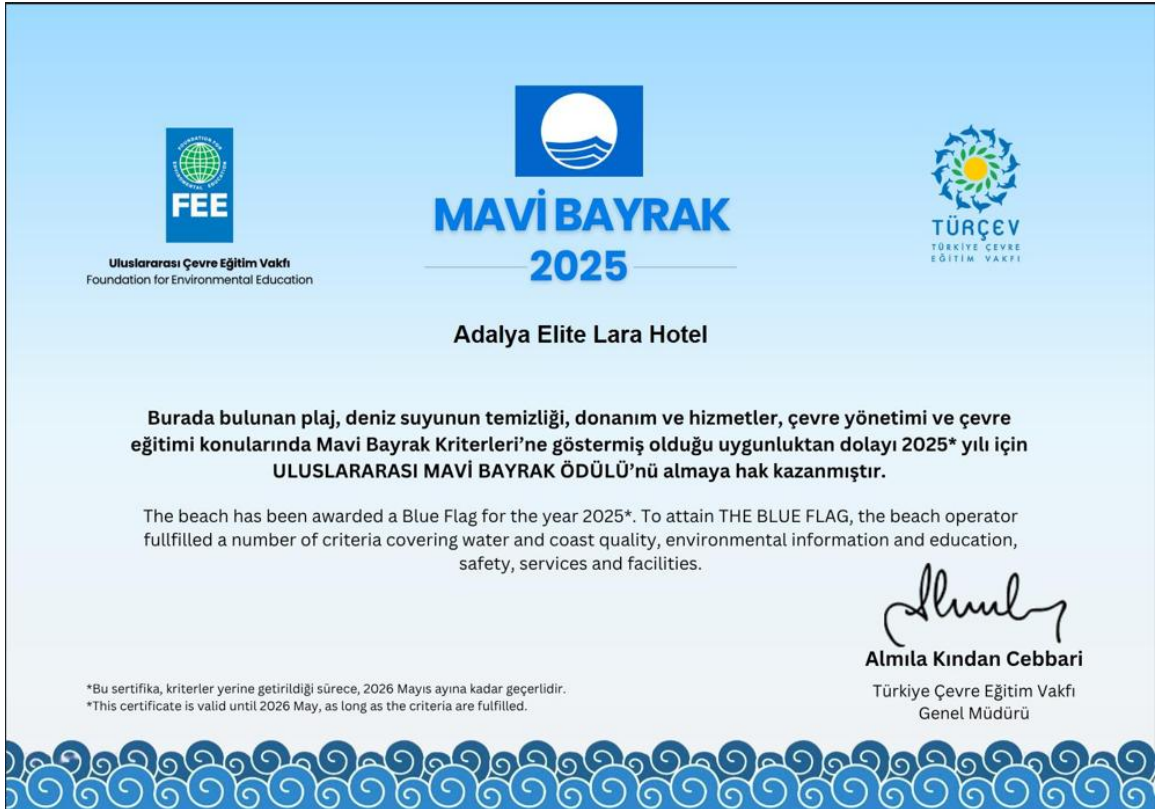 FOUNDATION FOR ENVIRONMENTAL EDUCATION
FEE
Uluslararası Çevre Eğitim Vakfı
Foundation for Environmental Education
MAVİ BAYRAK
2025
TÜRÇEV
TÜRKİYE ÇEVRE
EĞİTİM VAKFI
Adalya Elite Lara Hotel
Burada bulunan plaj, deniz suyunun temizliği, donanım ve hizmetler, çevre yönetimi ve çevre
eğitimi konularında Mavi Bayrak Kriterleri’ne göstermiş olduğu uygunluktan dolayı 2025* yılı için
ULUSLARARASI MAVİ BAYRAK ÖDÜLÜ’nü almaya hak kazanmıştır.
The beach has been awarded a Blue Flag for the year 2025*. To attain THE BLUE FLAG, the beach operator
fullfilled a number of criteria covering water and coast quality, environmental information and education,
safety, services and facilities.
Almıla Kından Cebbari
Türkiye Çevre Eğitim Vakfı
Genel Müdürü
*Bu sertifika, kriterler yerine getirildiği sürece, 2026 Mayıs ayına kadar geçerlidir.
*This certificate is valid until 2026 May, as long as the criteria are fulfilled.